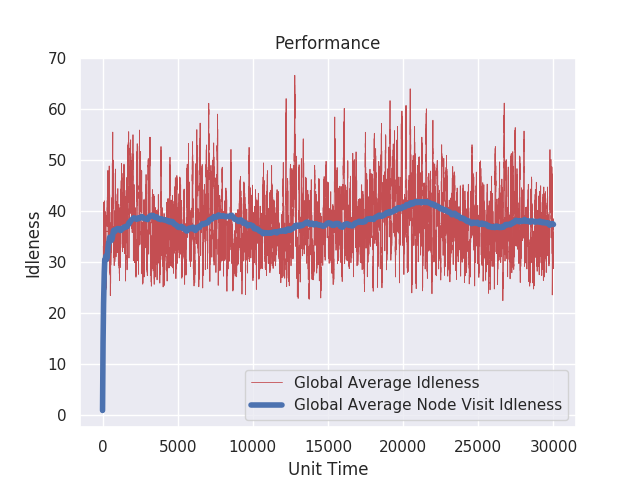 Performance
70
60
50
40
30
20
10
0
Idleness
Global Average Idleness
Global Average Node Visit Idleness
0 5000 10000 15000 20000 25000 30000
Unit Time